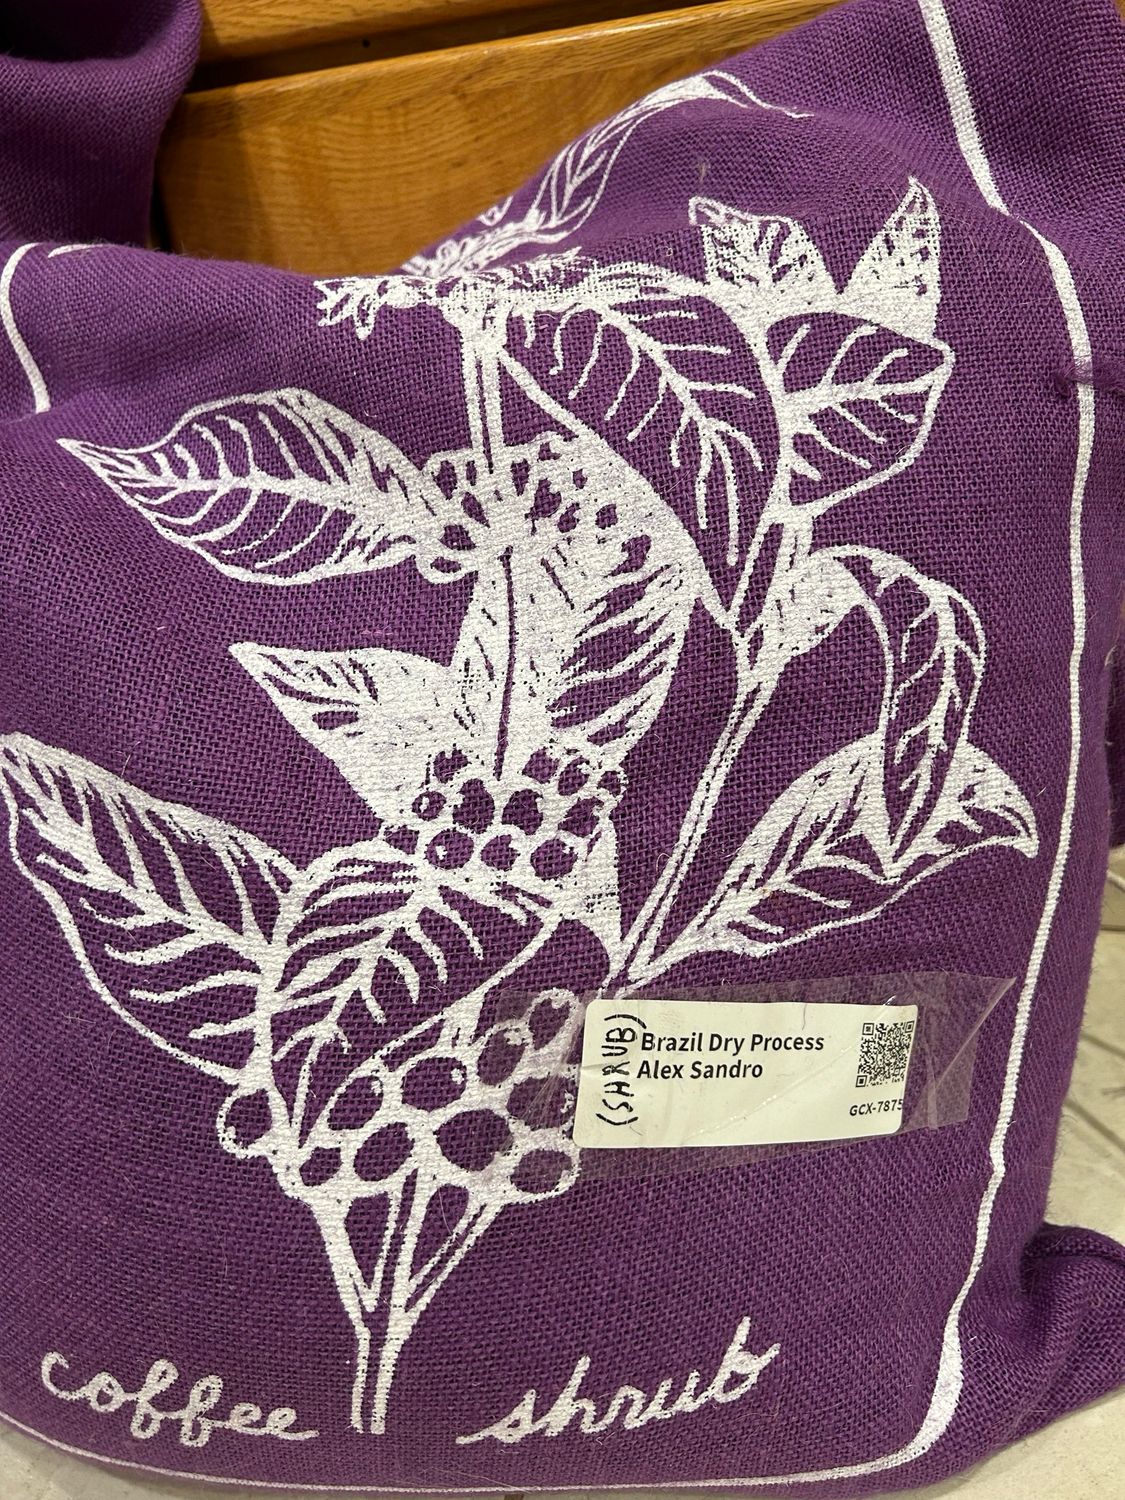 (SHRUB)
Brazil Dry Process
Alex Sandro
GCX-7875
coffee shrub